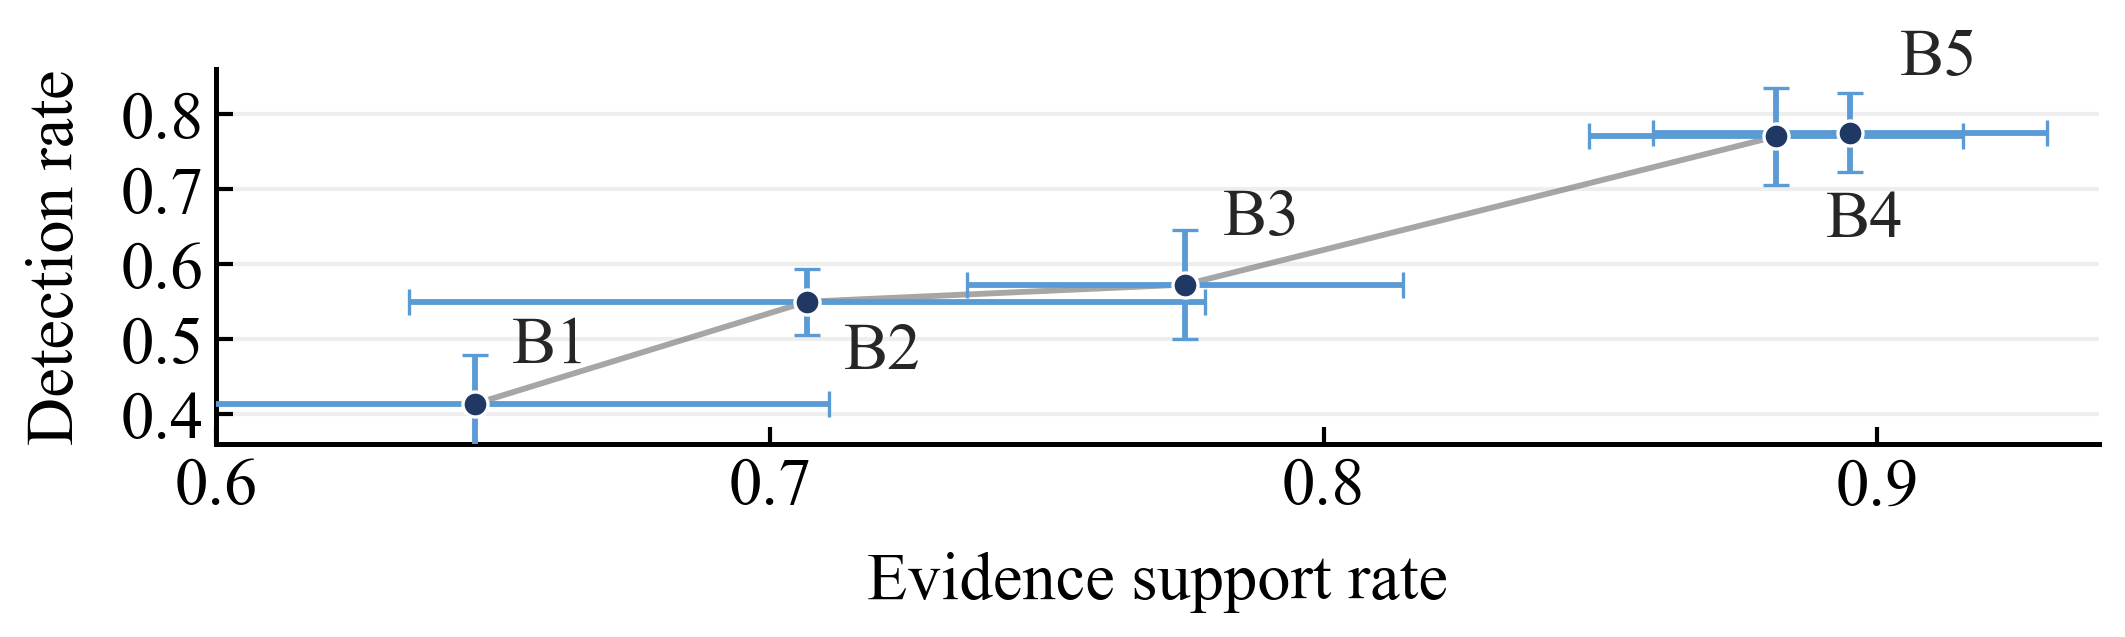 B5
0.8
0.7
B4
B3
0.6
0.5
B1
B2
0.4
Detection rate
0.6
0.7
0.8
0.9
Evidence support rate